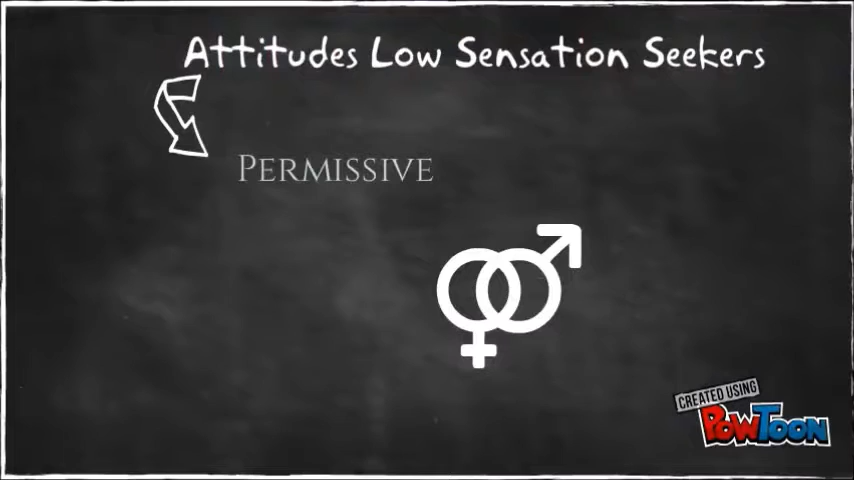 Attitudes Low Sensation Seekers
Permissive
CREATED USING
PowToon